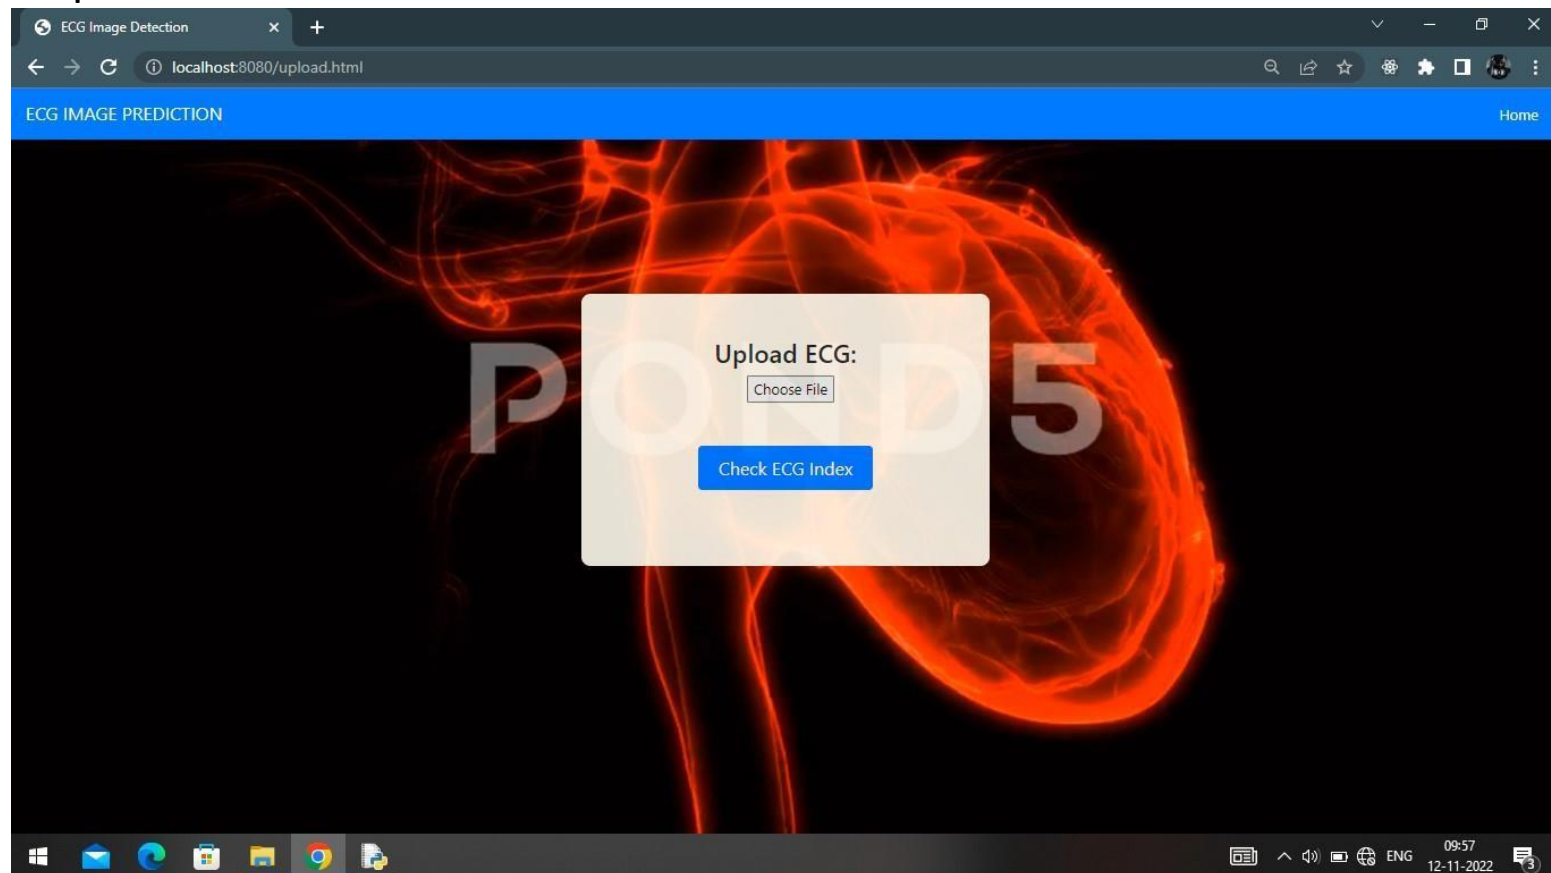 ECG Image Detection
localhost:8080/upload.html
ECG IMAGE PREDICTION
Home
POND5
Upload ECG:
Choose File
Check ECG Index
ENG
09:57
12-11-2022
3